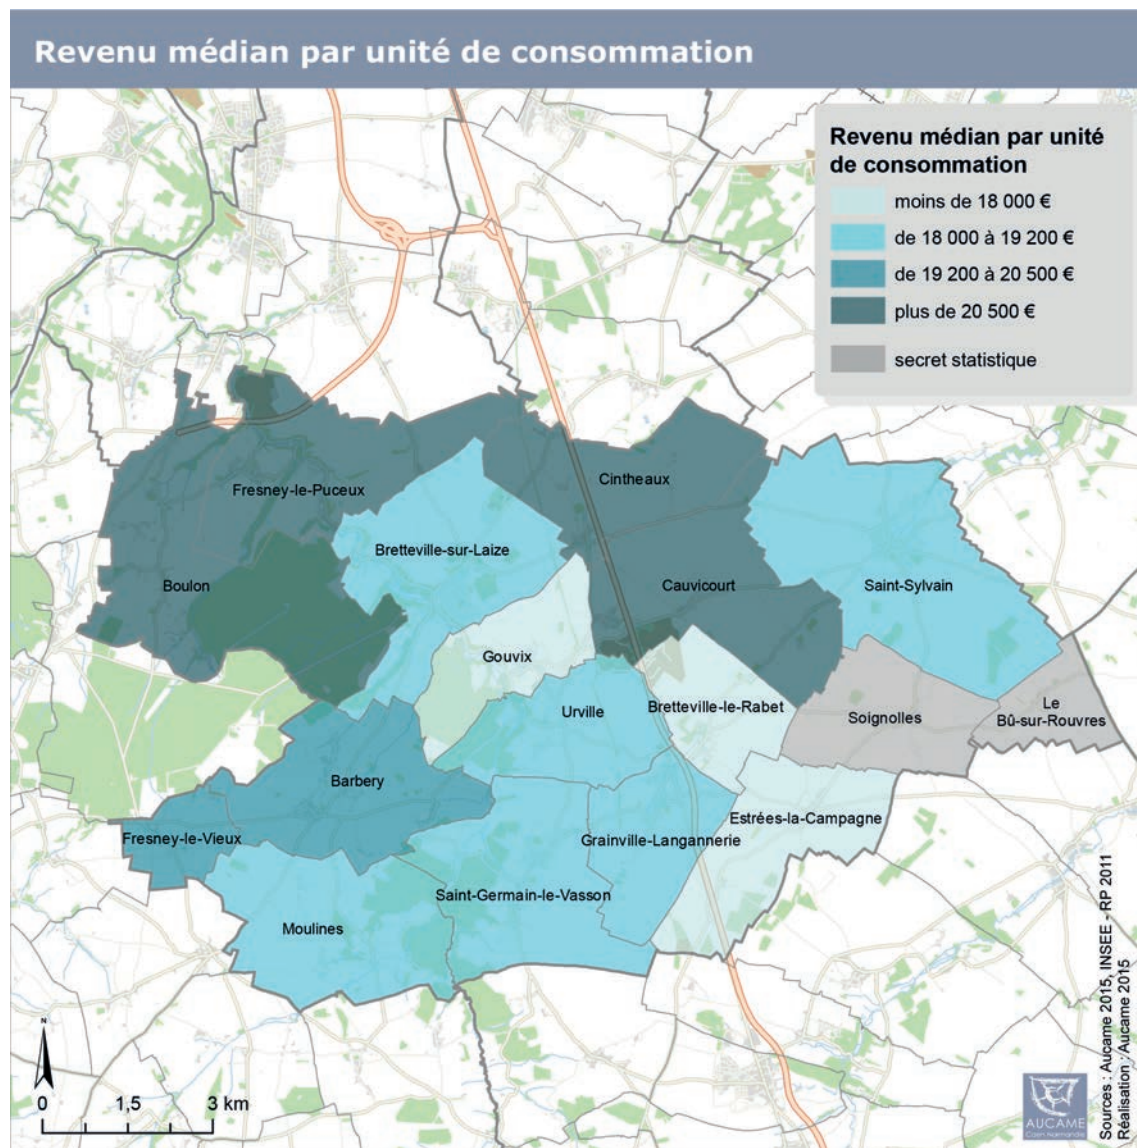 Revenu médian par unité de consommation
Revenu médian par unité
de consommation
moins de 18 000 €
de 18 000 à 19 200 €
de 19 200 à 20 500 €
plus de 20 500 €
secret statistique
Cintheaux
Fresney-le-Puceux
Bretteville-sur-Laize
Boulon
Cauvicourt
Saint-Sylvain
Gouvix
Urville
Bretteville-le-Rabet
Soignolles
Le
Bû-sur-Rouvres
Barbery
Fresney-le-Vieux
Estrées-la-Campagne
Grainville-Langannerie
Saint-Germain-le-Vasson
Moulines
N
0 1,5 3 km
AUCAME
Caen Normandie
Sources : Aucame 2015, INSEE - RP 2011
Réalisation : Aucame 2015